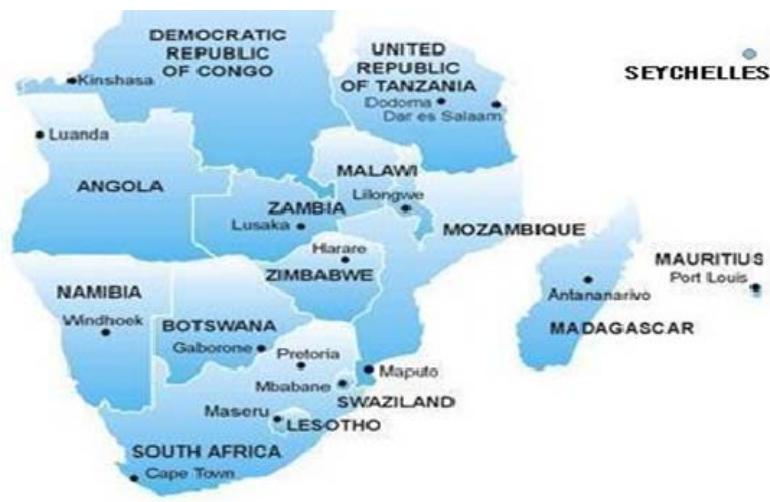 DEMOCRATIC
REPUBLIC
OF CONGO
UNITED
REPUBLIC
OF TANZANIA
SEYCHELLES
Kinshasa
Dodoma
Dar es Salaam
Luanda
MALAWI
ANGOLA
Lilongwe
ZAMBIA
Lusaka
MOZAMBIQUE
Harare
ZIMBABWE
MAURITIUS
Port Louis
NAMIBIA
Antananarivo
Windhoek
BOTSWANA
MADAGASCAR
Gaborone
Pretoria
Maputo
Mbabane
SWAZILAND
Maseru
LESOTHO
SOUTH AFRICA
Cape Town